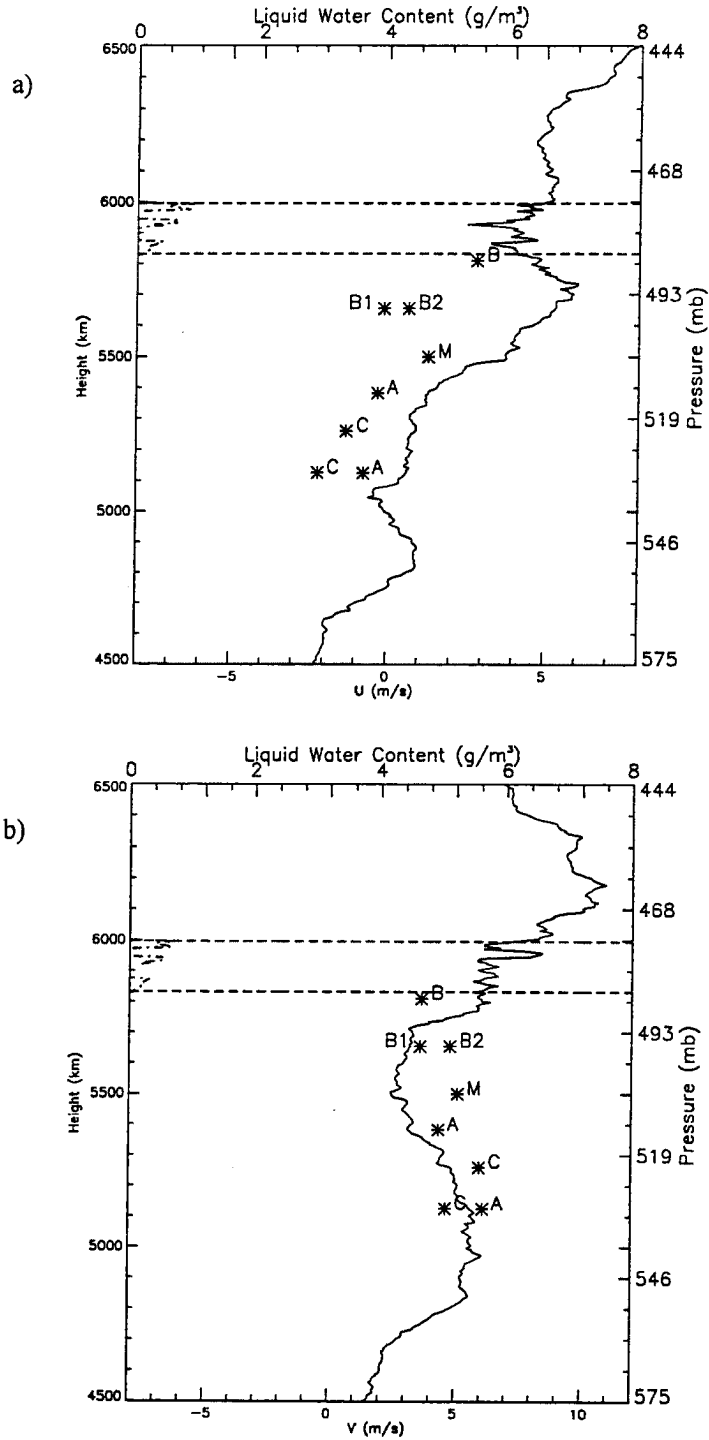 Liquid Water Content (g/m³)
0 2 4 6 8
a)
6500 444
468
6000
B
493
B1 B2
5500 M
A
519
C
C A
5000
546
4500 575
-5 0 5
U (m/s)
Height (km)
Pressure (mb)
Liquid Water Content (g/m³)
0 2 4 6 8
b)
6500 444
468
6000
B
493
B1 B2
5500 M
A
519
C
C A
5000
546
4500 575
-5 0 5 10
V (m/s)
Height (km)
Pressure (mb)